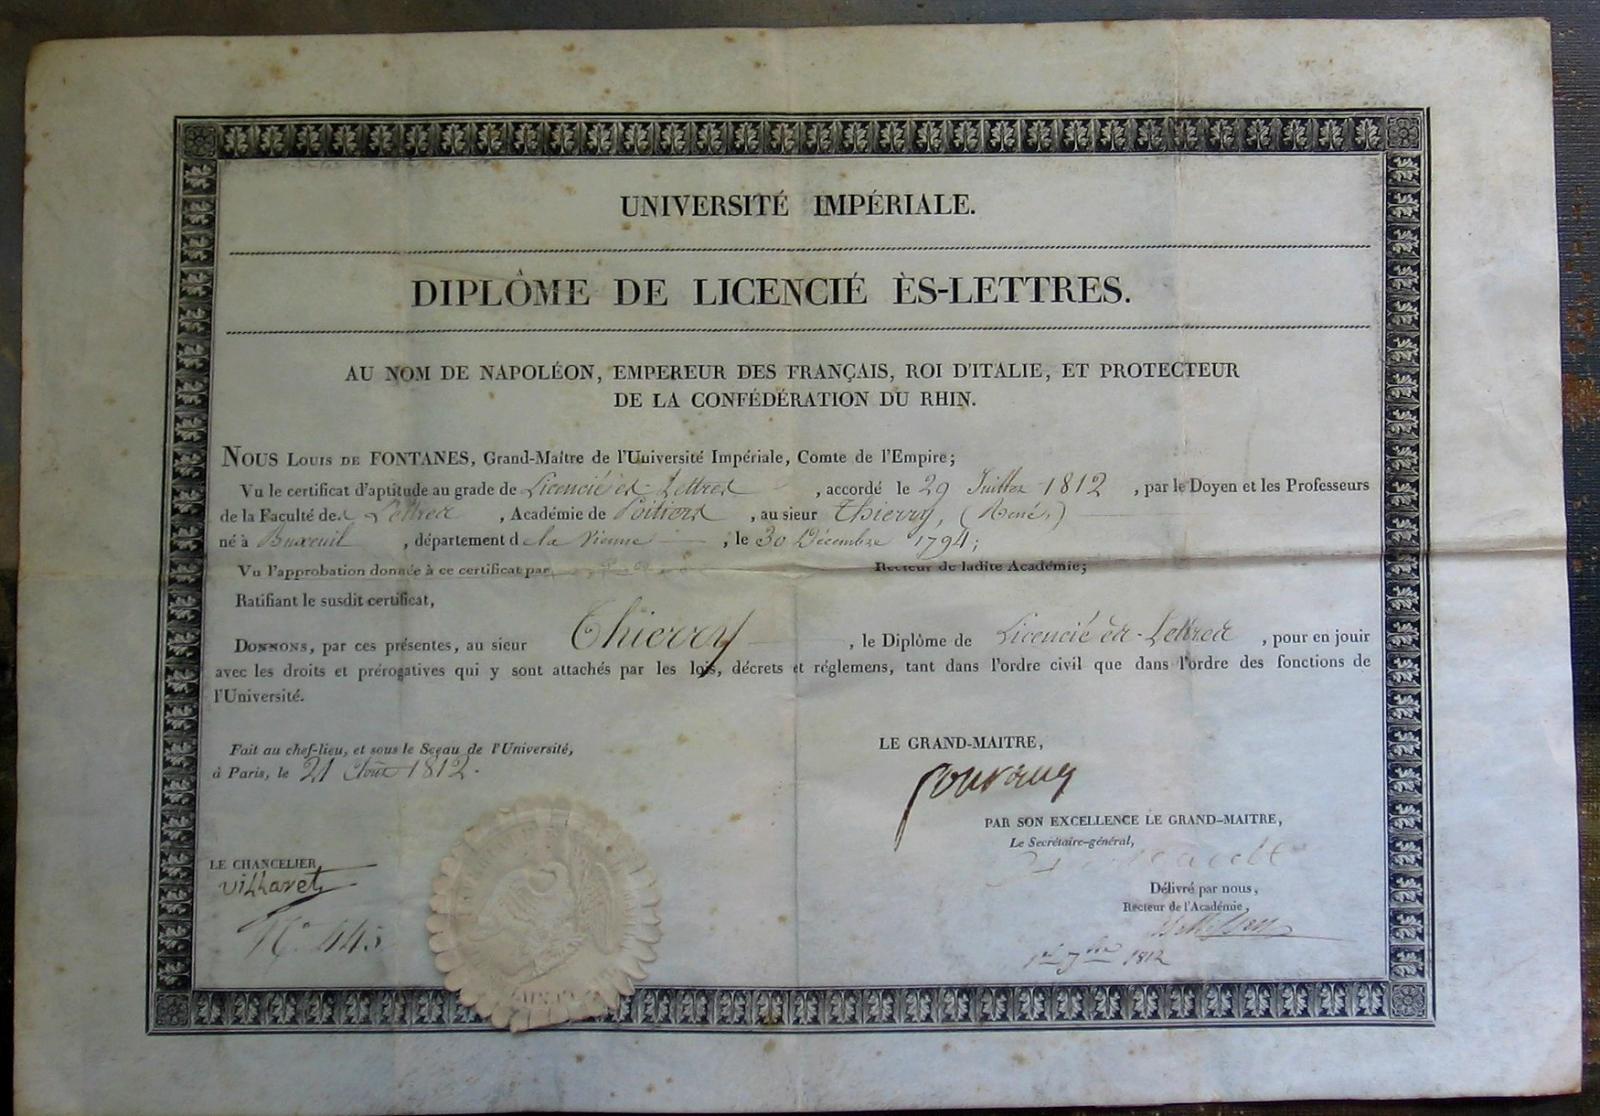 UNIVERSITÉ IMPÉRIALE.
DIPLÔME DE LICENCIÉ ÈS-LETTRES.
AU NOM DE NAPOLÉON, EMPEREUR DES FRANÇAIS, ROI D'ITALIE, ET PROTECTEUR
DE LA CONFÉDÉRATION DU RHIN.
NOUS LOUIS DE FONTANES, Grand-Maître de l'Université Impériale, Comte de l'Empire;
Vu le certificat d'aptitude au grade de Licencié ès-Lettres, accordé le 29 Juillet 1812, par le Doyen et les Professeurs
de la Faculté des Lettres, Académie de Poitiers, au sieur Thierry, (René,)
né à Buxeuil, département de la Vienne, le 30 Décembre 1794;
Vu l'approbation donnée à ce certificat par Recteur de ladite Académie;
Ratifiant le susdit certificat,
DONNONS, par ces présentes, au sieur Thierry, le Diplôme de Licencié ès-Lettres, pour en jouir
avec les droits et prérogatives qui y sont attachés par les lois, décrets et réglemens, tant dans l'ordre civil que dans l'ordre des fonctions de
l'Université.
Fait au chef-lieu, et sous le Sceau de l'Université,
à Paris, le 21 Août 1812.
LE GRAND-MAITRE,
Fontanes
PAR SON EXCELLENCE LE GRAND-MAITRE,
Le Secrétaire-général,
LE CHANCELIER,
Villaret
N.° 445
Délivré par nous,
Recteur de l'Académie,
1er 7bre 1812